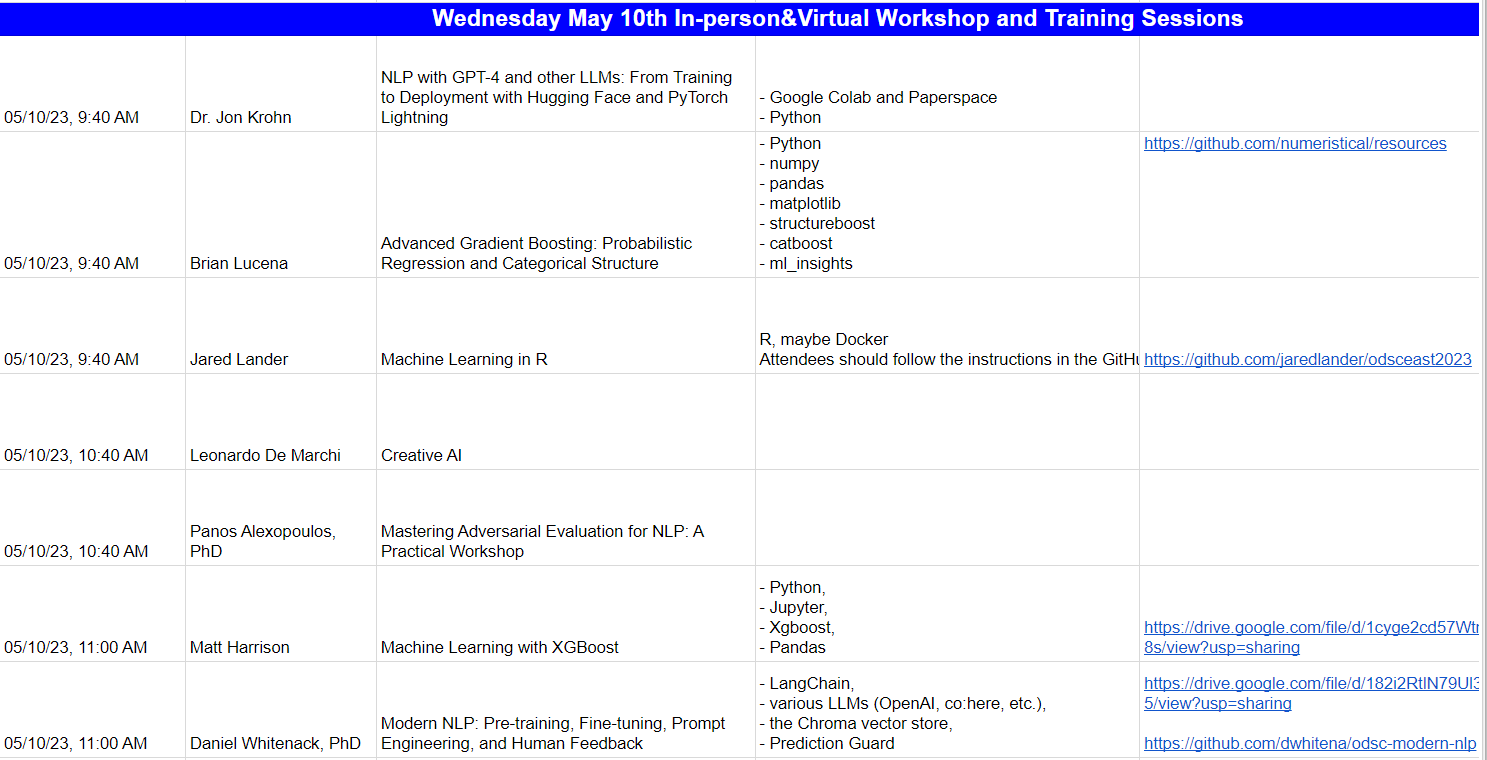 Wednesday May 10th In-person&Virtual Workshop and Training Sessions
05/10/23, 9:40 AM
Dr. Jon Krohn
NLP with GPT-4 and other LLMs: From Training
to Deployment with Hugging Face and PyTorch
Lightning
- Google Colab and Paperspace
- Python
05/10/23, 9:40 AM
Brian Lucena
Advanced Gradient Boosting: Probabilistic
Regression and Categorical Structure
- Python
- numpy
- pandas
- matplotlib
- structureboost
- catboost
- ml_insights
https://github.com/numeristical/resources
05/10/23, 9:40 AM
Jared Lander
Machine Learning in R
R, maybe Docker
Attendees should follow the instructions in the
https://github.com/jaredlander/odsceast2023
05/10/23, 10:40 AM
Leonardo De Marchi
Creative AI
05/10/23, 10:40 AM
Panos Alexopoulos,
PhD
Mastering Adversarial Evaluation for NLP: A
Practical Workshop
05/10/23, 11:00 AM
Matt Harrison
Machine Learning with XGBoost
- Python,
- Jupyter,
- Xgboost,
- Pandas
https://drive.google.com/file/d/1cyge2cd57Wt
8s/view?usp=sharing
05/10/23, 11:00 AM
Daniel Whitenack, PhD
Modern NLP: Pre-training, Fine-tuning, Prompt
Engineering, and Human Feedback
- LangChain,
- various LLMs (OpenAI, co:here, etc.),
- the Chroma vector store,
- Prediction Guard
5/view?usp=sharing
https://github.com/dwhitena/odsc-modern-nlp